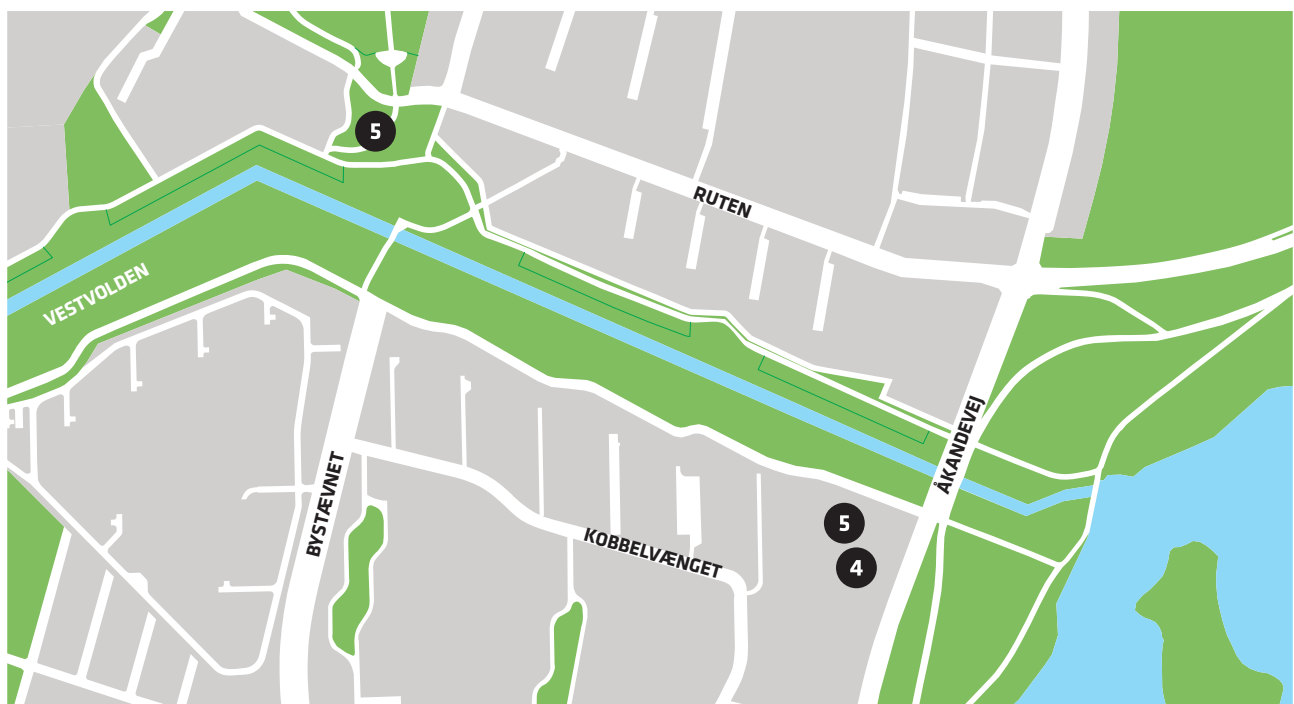 5
RUTEN
VESTVOLDEN
ÅKANDEVEJ
BYSTÆVNET
5
KOBBELVÆNGET
4